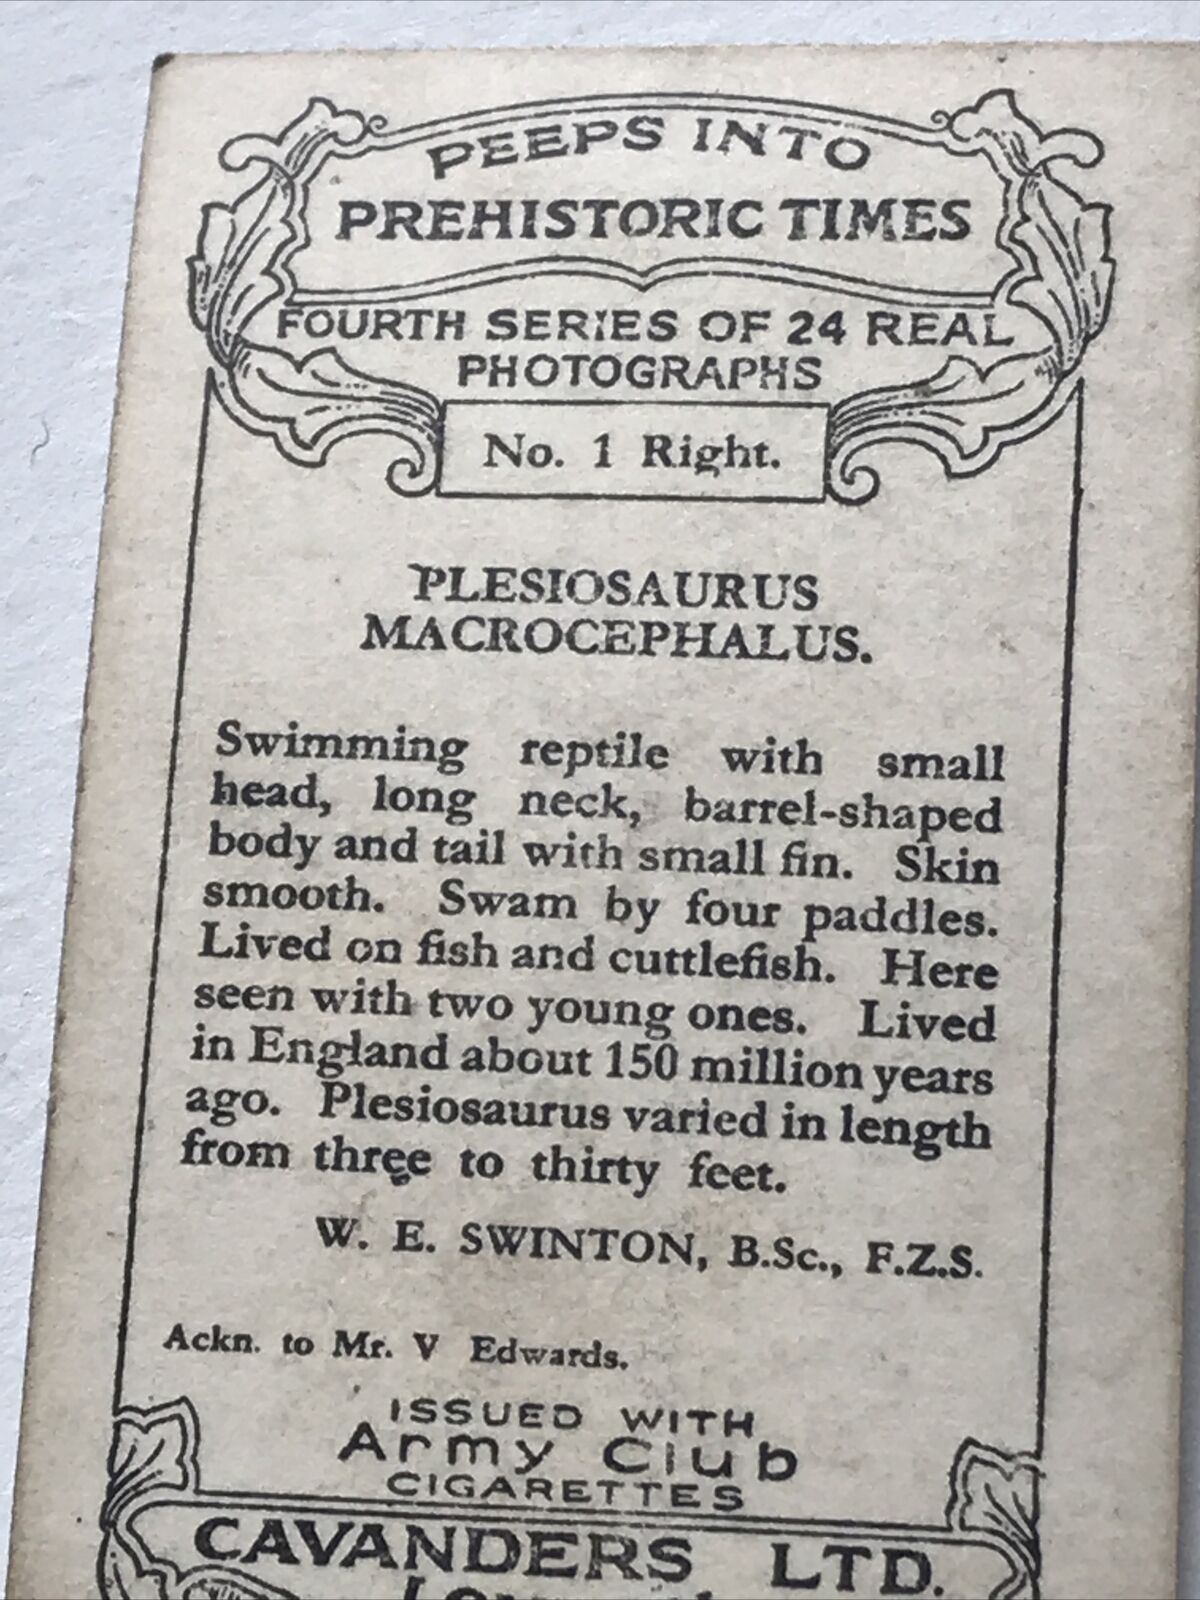 PEEPS INTO
PREHISTORIC TIMES
FOURTH SERIES OF 24 REAL
PHOTOGRAPHS
No. 1 Right.
PLESIOSAURUS
MACROCEPHALUS.
Swimming reptile with small
head, long neck, barrel-shaped
body and tail with small fin. Skin
smooth. Swam by four paddles.
Lived on fish and cuttlefish. Here
seen with two young ones. Lived
in England about 150 million years
ago. Plesiosaurus varied in length
from three to thirty feet.
W. E. SWINTON, B.Sc., F.Z.S.
Ackn. to Mr. V Edwards.
ISSUED WITH
Army Club
CIGARETTES
CAVANDERS LTD.